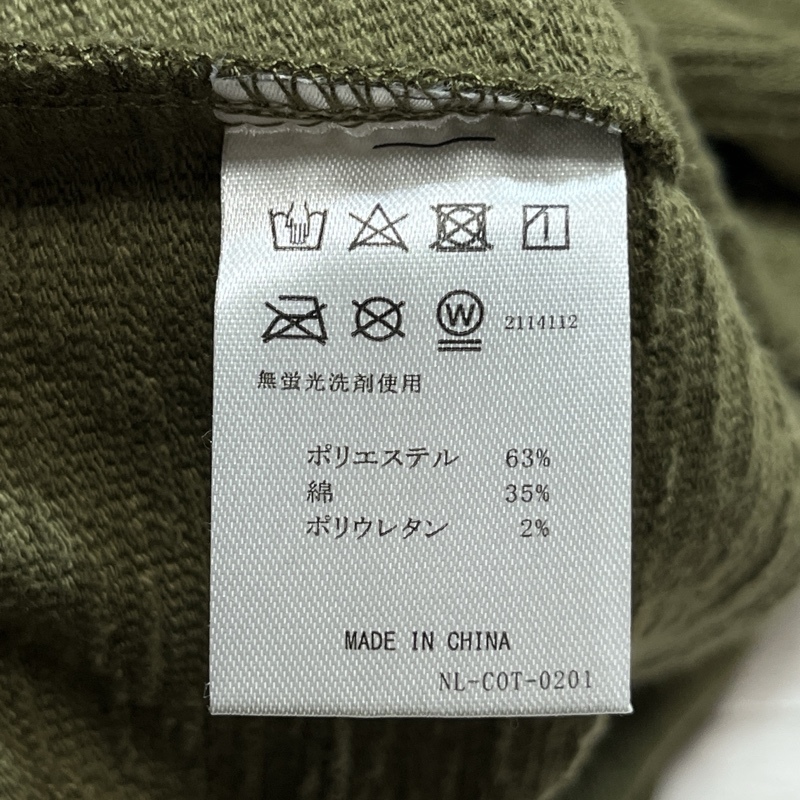 W 2114112
無蛍光洗剤使用
ポリエステル 63%
綿 35%
ポリウレタン 2%
MADE IN CHINA
NL-COT-0201